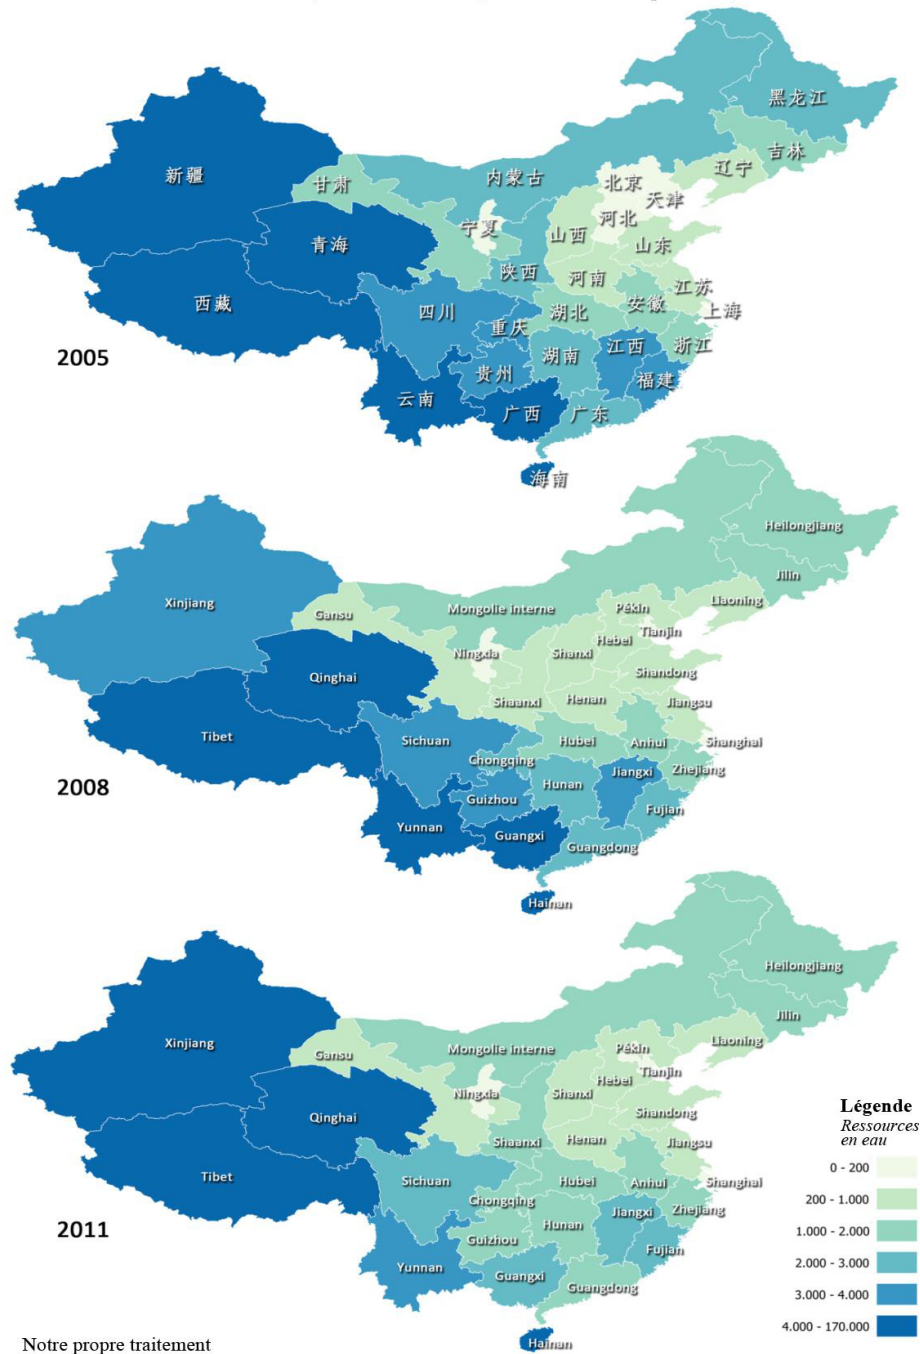 黑龙江
吉林
辽宁
内蒙古
新疆
甘肃
北京
天津
宁夏
河北
山西
山东
青海
陕西
河南
江苏
西藏
四川
湖北
安徽
上海
重庆
湖南
江西
浙江
2005
贵州
福建
云南
广西
广东
海南
Heilongjiang
Jilin
Xinjiang
Gansu
Mongolie interne
Pékin
Liaoning
Tianjin
Hebei
Ningxia
Shanxi
Shandong
Qinghai
Shaanxi
Henan
Jiangsu
Tibet
Sichuan
Hubei
Anhui
Shanghai
Chongqing
Jiangxi
Zhejiang
2008
Guizhou
Hunan
Fujian
Yunnan
Guangxi
Guangdong
Hainan
Heilongjiang
Jilin
Xinjiang
Gansu
Mongolie interne
Pékin
Liaoning
Tianjin
Hebei
Ningxia
Shanxi
Shandong
Qinghai
Shaanxi
Henan
Jiangsu
Tibet
Sichuan
Hubei
Anhui
Shanghai
Chongqing
Jiangxi
Zhejiang
2011
Guizhou
Hunan
Fujian
Yunnan
Guangxi
Guangdong
Hainan
Légende
Ressources
en eau
0 - 200
200 - 1.000
1.000 - 2.000
2.000 - 3.000
3.000 - 4.000
4.000 - 170.000
Notre propre traitement